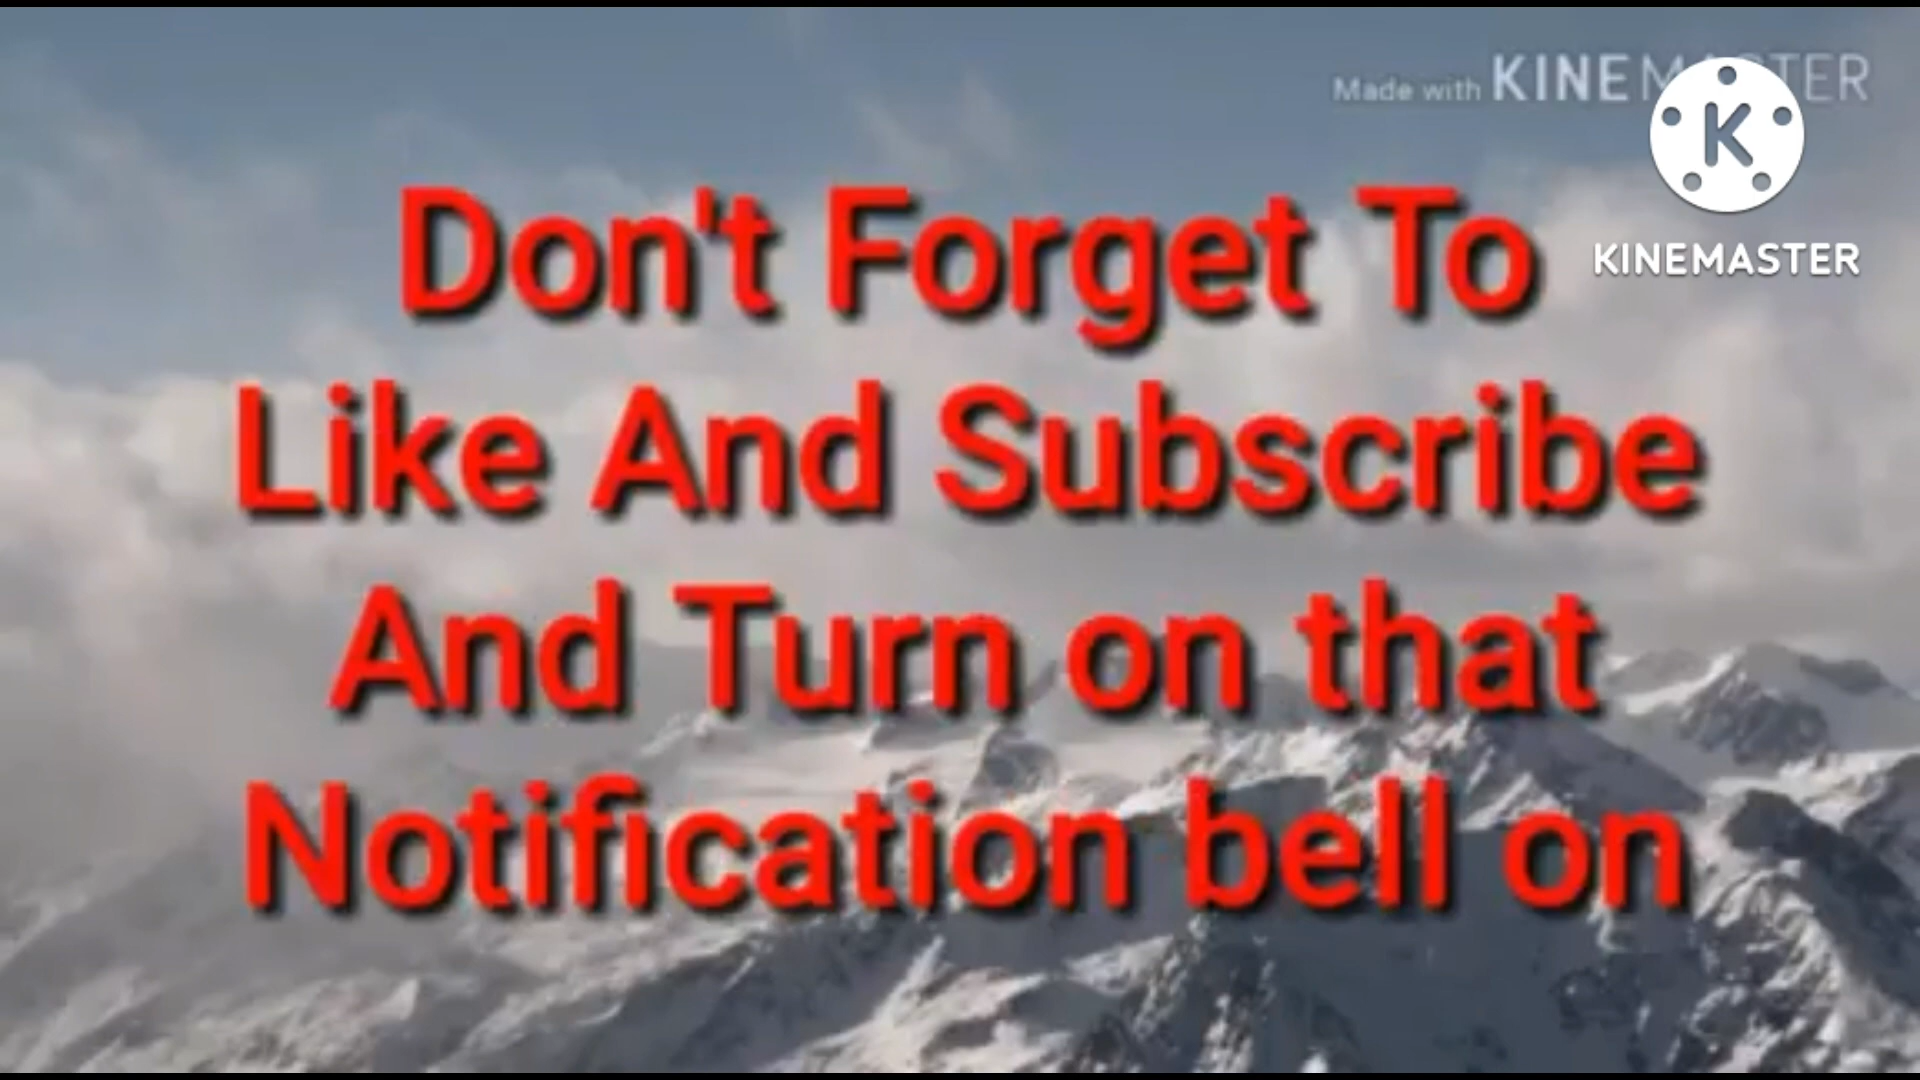 Made with KINEMASTER
K
KINEMASTER
Don't Forget To
Like And Subscribe
And Turn on that
Notification bell on